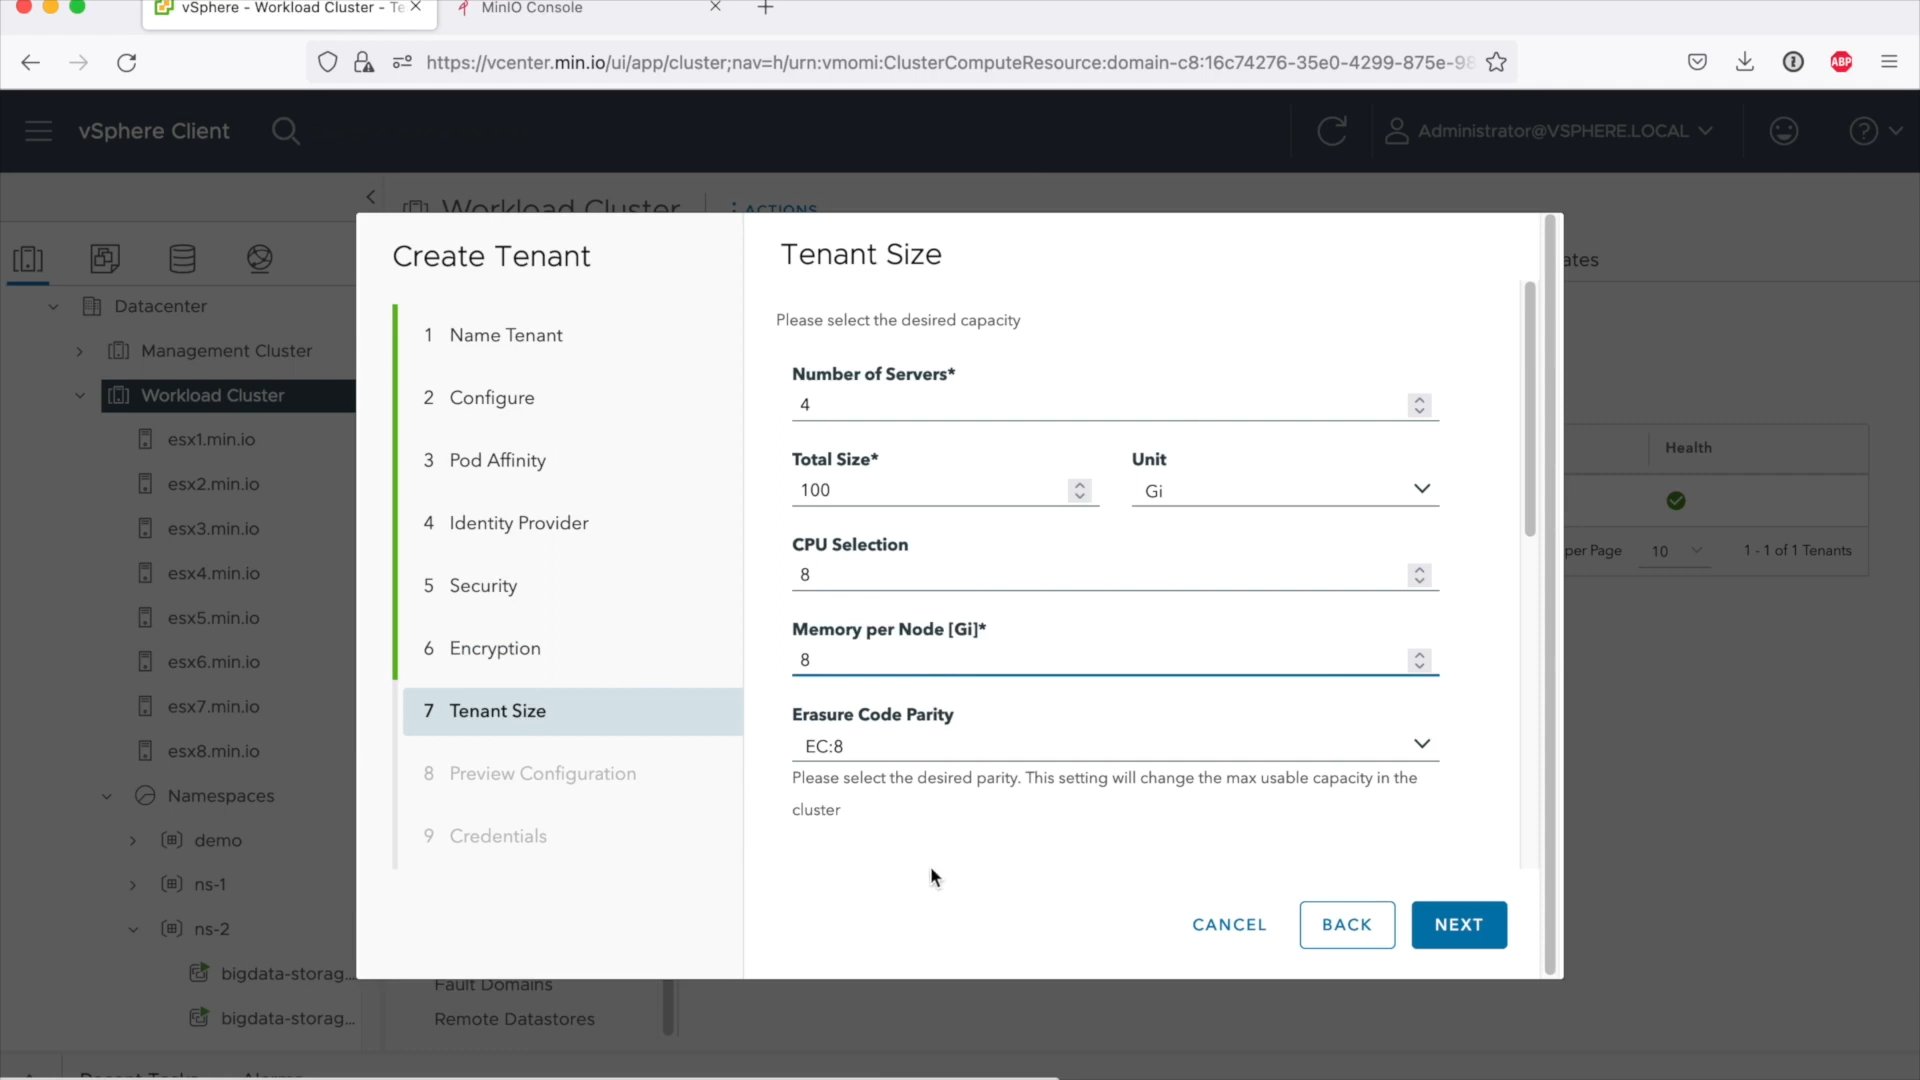 vSphere - Workload Cluster - Te
MinIO Console
https://vcenter.min.io/ui/app/cluster;nav=h/urn:vmomi:ClusterComputeResource:domain-c8:16c74276-35e0-4299-875e-98
ABP
vSphere Client
Administrator@VSPHERE.LOCAL
Workload Cluster
ACTIONS
Datacenter
Management Cluster
Workload Cluster
esx1.min.io
esx2.min.io
esx3.min.io
esx4.min.io
esx5.min.io
esx6.min.io
esx7.min.io
esx8.min.io
Namespaces
demo
ns-1
ns-2
bigdata-storag...
bigdata-storag...
Create Tenant
1 Name Tenant
2 Configure
3 Pod Affinity
4 Identity Provider
5 Security
6 Encryption
7 Tenant Size
8 Preview Configuration
9 Credentials
Tenant Size
Please select the desired capacity
Number of Servers*
4
Total Size*
100
Unit
Gi
CPU Selection
8
Memory per Node [Gi]*
8
Erasure Code Parity
EC:8
Please select the desired parity. This setting will change the max usable capacity in the
cluster
CANCEL
BACK
NEXT
ates
Health
per Page 10 1 - 1 of 1 Tenants
Fault Domains
Remote Datastores
Recent Tasks Alarms